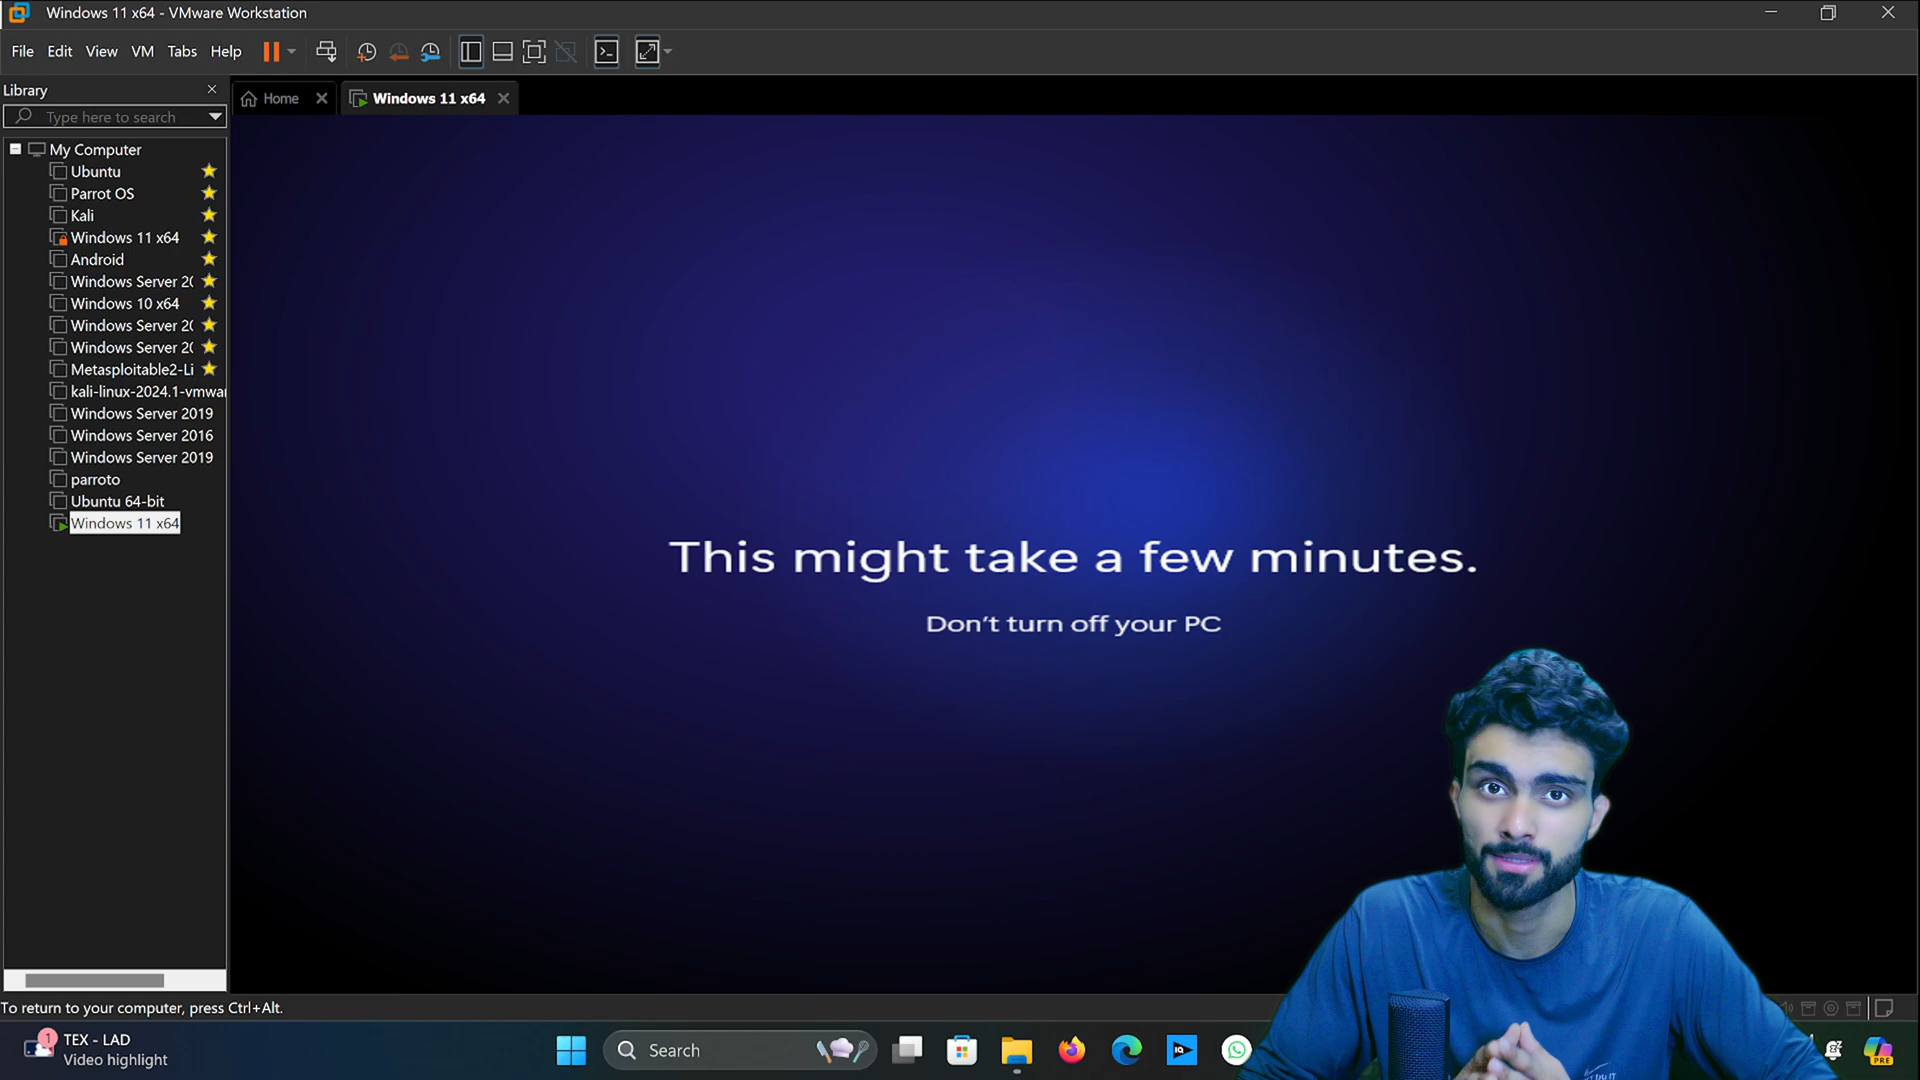 Windows 11 x64 - VMware Workstation
File Edit View VM Tabs Help
Library
Home
Windows 11 x64
Type here to search
My Computer
Ubuntu
Parrot OS
Kali
Windows 11 x64
Android
Windows Server 20
Windows 10 x64
Windows Server 20
Windows Server 20
Metasploitable2-Li
kali-linux-2024.1-vmwar
Windows Server 2019
Windows Server 2016
Windows Server 2019
parroto
Ubuntu 64-bit
Windows 11 x64
This might take a few minutes.
Don't turn off your PC
To return to your computer, press Ctrl+Alt.
1
TEX - LAD
Video highlight
Search
IQ
PRE